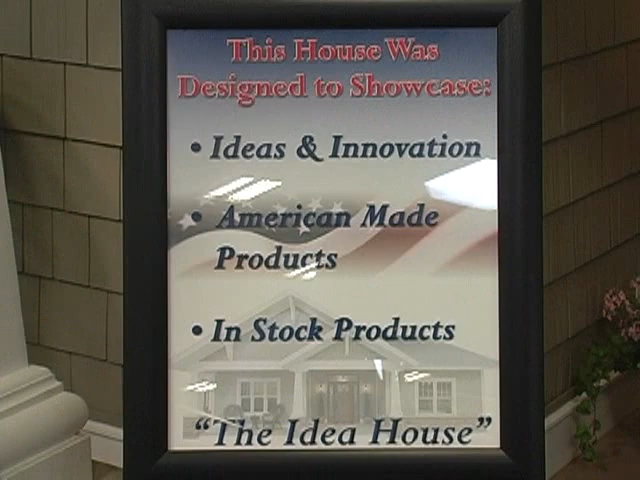 This House Was
Designed to Showcase:
• Ideas & Innovation
• American Made
Products
• In Stock Products
"The Idea House"